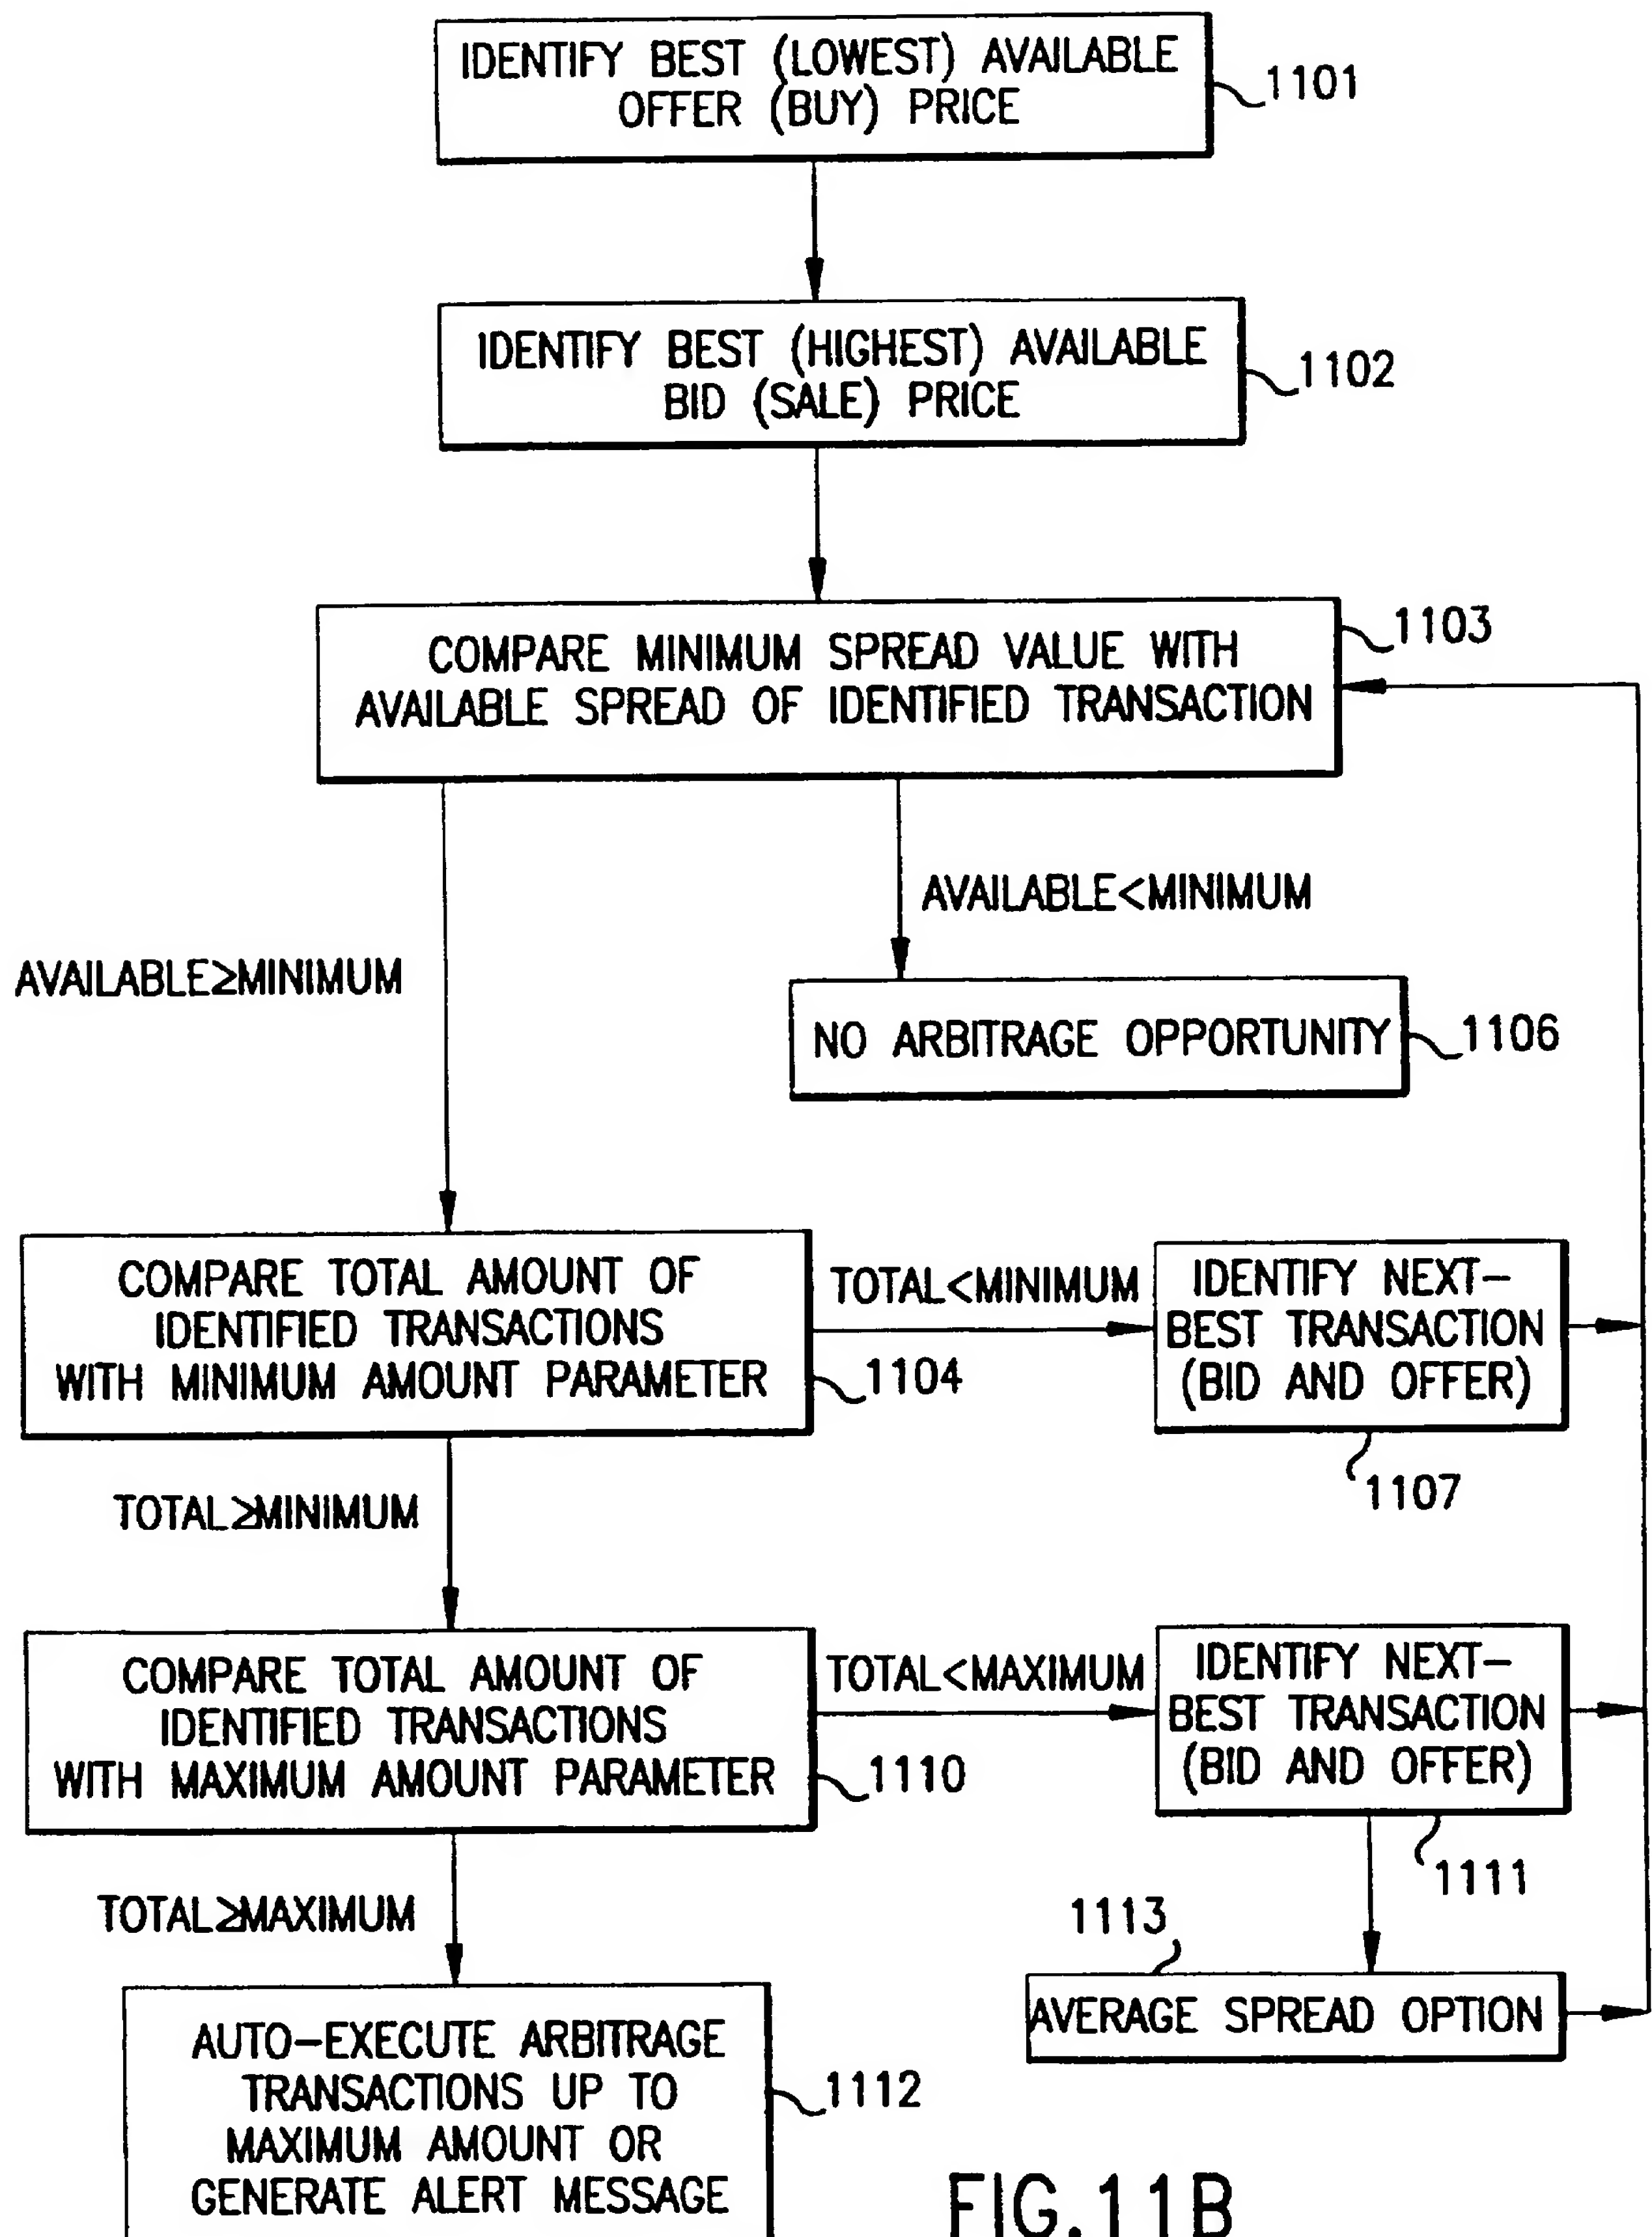 IDENTIFY BEST (LOWEST) AVAILABLE
OFFER (BUY) PRICE
1101
IDENTIFY BEST (HIGHEST) AVAILABLE
BID (SALE) PRICE
1102
COMPARE MINIMUM SPREAD VALUE WITH
AVAILABLE SPREAD OF IDENTIFIED TRANSACTION
1103
AVAILABLE<MINIMUM
AVAILABLE≥MINIMUM
NO ARBITRAGE OPPORTUNITY
1106
COMPARE TOTAL AMOUNT OF
IDENTIFIED TRANSACTIONS
WITH MINIMUM AMOUNT PARAMETER
1104
TOTAL<MINIMUM
IDENTIFY NEXT-
BEST TRANSACTION
(BID AND OFFER)
1107
TOTAL≥MINIMUM
COMPARE TOTAL AMOUNT OF
IDENTIFIED TRANSACTIONS
WITH MAXIMUM AMOUNT PARAMETER
1110
TOTAL<MAXIMUM
IDENTIFY NEXT-
BEST TRANSACTION
(BID AND OFFER)
1111
TOTAL≥MAXIMUM
1113
AVERAGE SPREAD OPTION
AUTO-EXECUTE ARBITRAGE
TRANSACTIONS UP TO
MAXIMUM AMOUNT OR
GENERATE ALERT MESSAGE
1112
FIG.11B